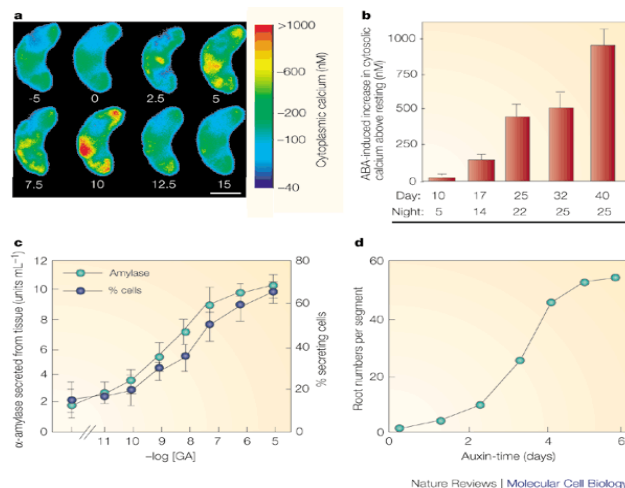 a
-5 0 2.5 5
7.5 10 12.5 15
>1000
-600
-200
-100
-40
Cytoplasmic calcium (nM)
b
ABA-induced increase in cytosolic
calcium above resting (nM)
1000
750
500
250
0
Day: 10 17 25 32 40
Night: 5 14 22 25 25
c
α-amylase secreted from tissue (units mL–1)
12
10
8
6
4
2
0
Amylase
% cells
80
60
40
20
0
% secreting cells
11 10 9 8 7 6 5
–log [GA]
d
Root numbers per segment
60
20
0
0 2 4 6
Auxin-time (days)
Nature Reviews | Molecular Cell Biology